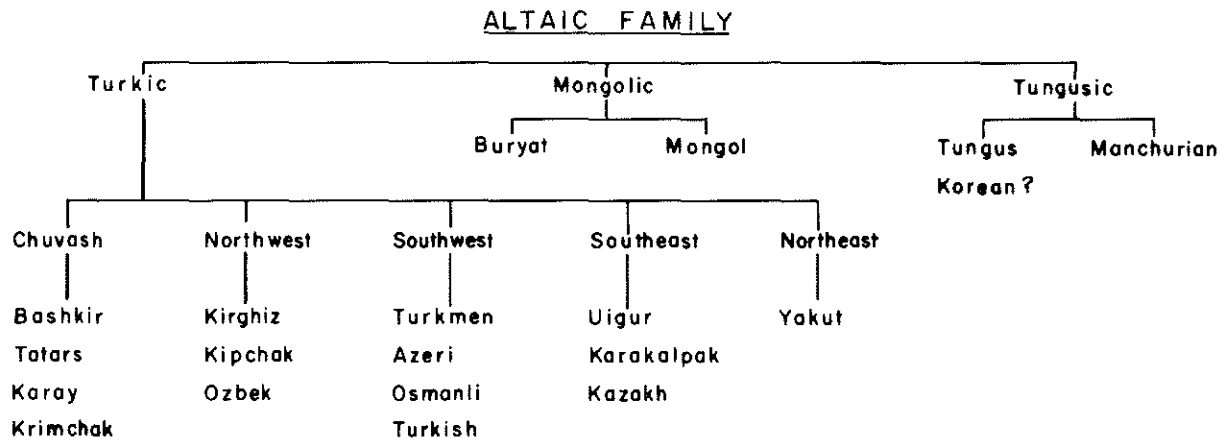 ALTAIC FAMILY
Turkic Mongolic Tungusic
Buryat Mongol Tungus Manchurian
Korean?
Chuvash Northwest Southwest Southeast Northeast
Bashkir Kirghiz Turkmen Uigur Yakut
Tatars Kipchak Azeri Karakalpak
Karay Ozbek Osmanli Kazakh
Krimchak Turkish